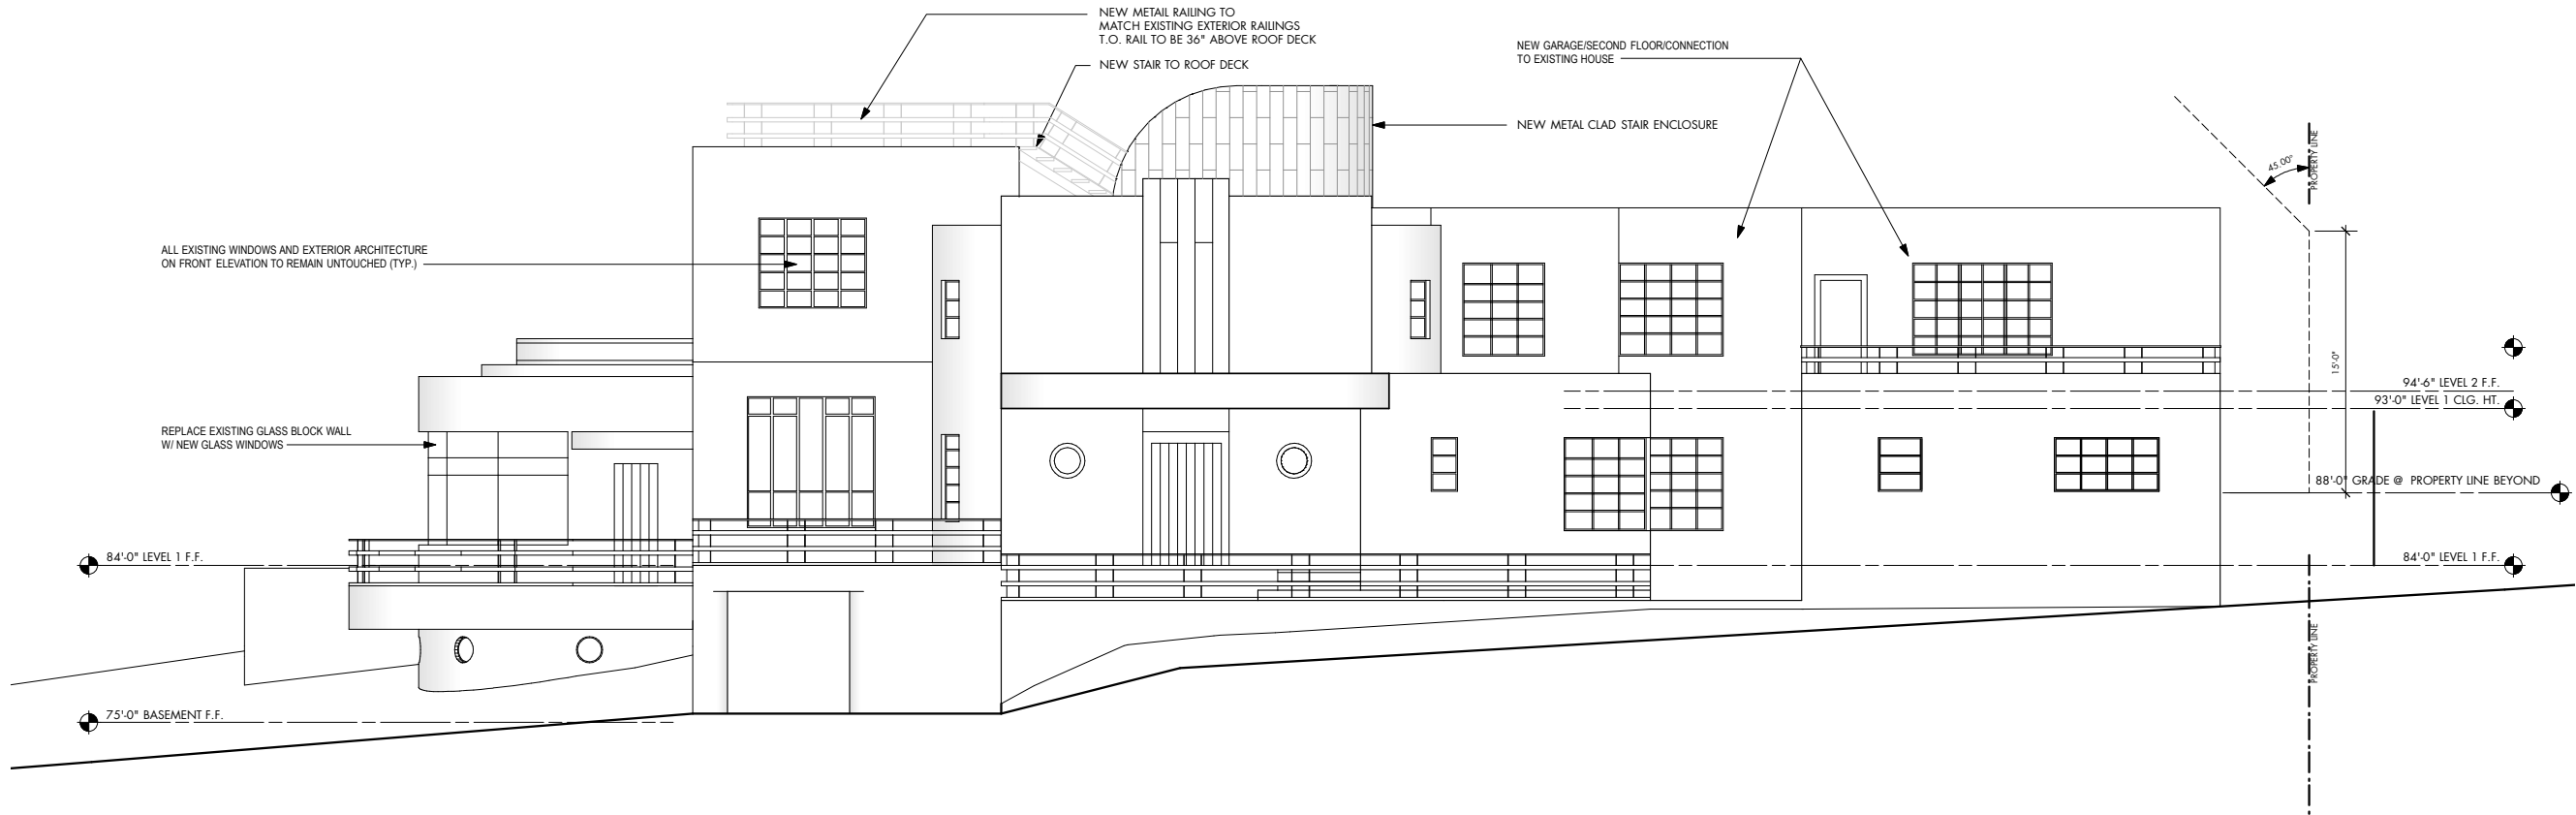 NEW METAIL RAILING TO
MATCH EXISTING EXTERIOR RAILINGS
T.O. RAIL TO BE 36" ABOVE ROOF DECK
NEW STAIR TO ROOF DECK
NEW GARAGE/SECOND FLOOR/CONNECTION
TO EXISTING HOUSE
NEW METAL CLAD STAIR ENCLOSURE
45.00°
PROPERTY LINE
ALL EXISTING WINDOWS AND EXTERIOR ARCHITECTURE
ON FRONT ELEVATION TO REMAIN UNTOUCHED (TYP.)
15'-0"
94'-6" LEVEL 2 F.F.
93'-0" LEVEL 1 CLG. HT.
REPLACE EXISTING GLASS BLOCK WALL
W/ NEW GLASS WINDOWS
88'-0" GRADE @ PROPERTY LINE BEYOND
84'-0" LEVEL 1 F.F.
84'-0" LEVEL 1 F.F.
PROPERTY LINE
75'-0" BASEMENT F.F.